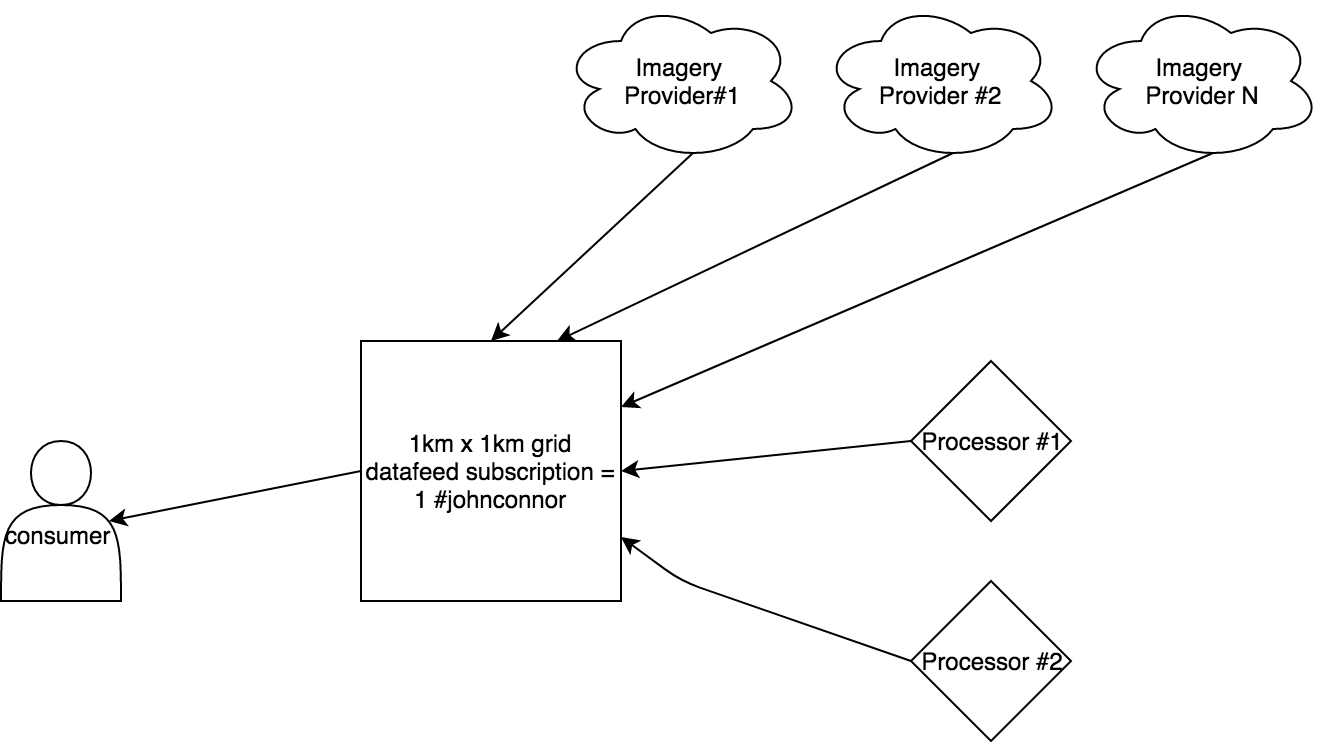 Imagery
Provider#1
Imagery
Provider #2
Imagery
Provider N
1km x 1km grid
datafeed subscription =
1 #johnconnor
Processor #1
consumer
Processor #2